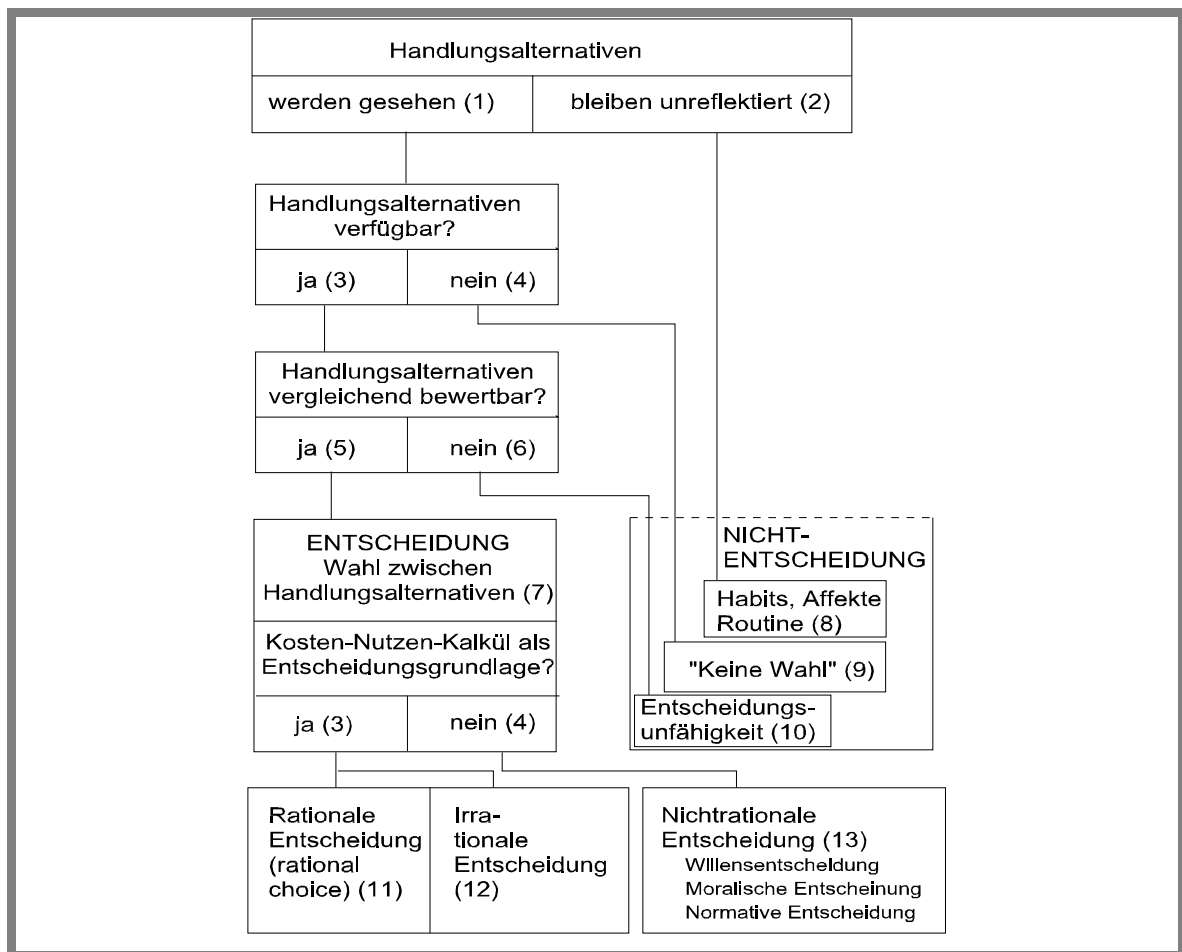 Handlungsalternativen
werden gesehen (1)
bleiben unreflektiert (2)
Handlungsalternativen
verfügbar?
ja (3)
nein (4)
Handlungsalternativen
vergleichend bewertbar?
ja (5)
nein (6)
ENTSCHEIDUNG
Wahl zwischen
Handlungsalternativen (7)
Kosten-Nutzen-Kalkül als
Entscheidungsgrundlage?
ja (3)
nein (4)
NICHT-
ENTSCHEIDUNG
Habits, Affekte
Routine (8)
"Keine Wahl" (9)
Entscheidungs-
unfähigkeit (10)
Rationale
Entscheidung
(rational
choice) (11)
Irra-
tionale
Entscheidung
(12)
Nichtrationale
Entscheidung (13)
Willensentscheidung
Moralische Entscheinung
Normative Entscheidung